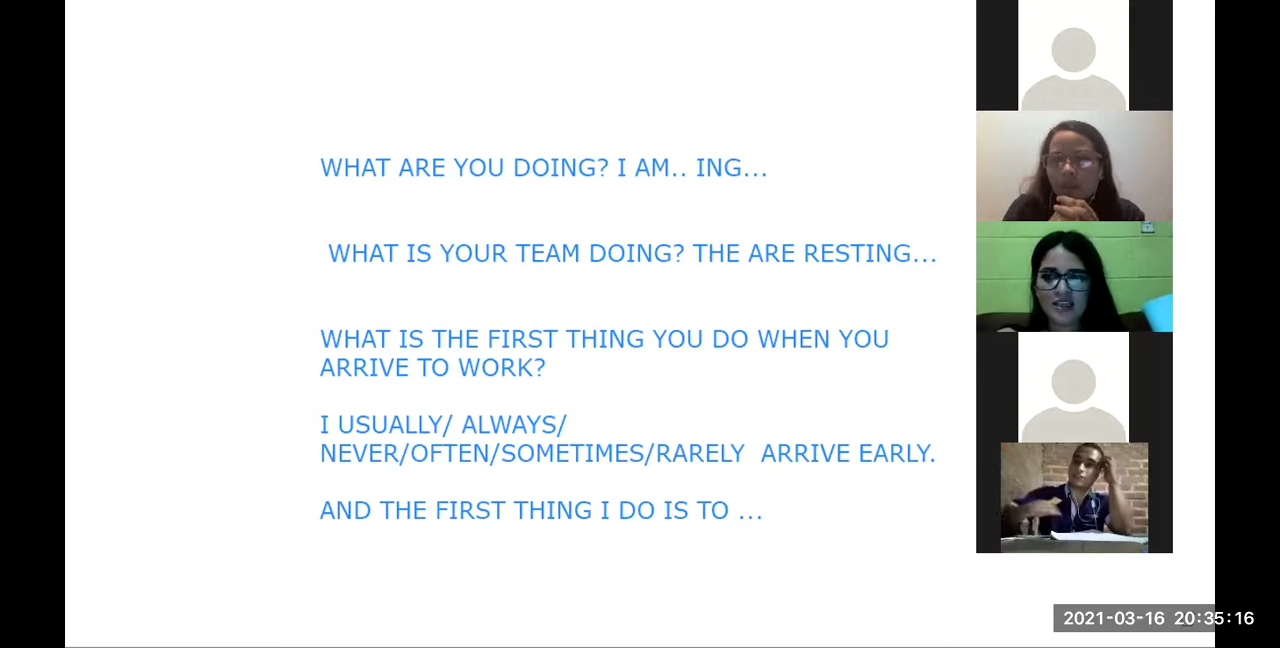 WHAT ARE YOU DOING? I AM.. ING...
WHAT IS YOUR TEAM DOING? THE ARE RESTING...
WHAT IS THE FIRST THING YOU DO WHEN YOU
ARRIVE TO WORK?
I USUALLY/ ALWAYS/
NEVER/OFTEN/SOMETIMES/RARELY  ARRIVE EARLY.
AND THE FIRST THING I DO IS TO ...
2021-03-16 20:35:16